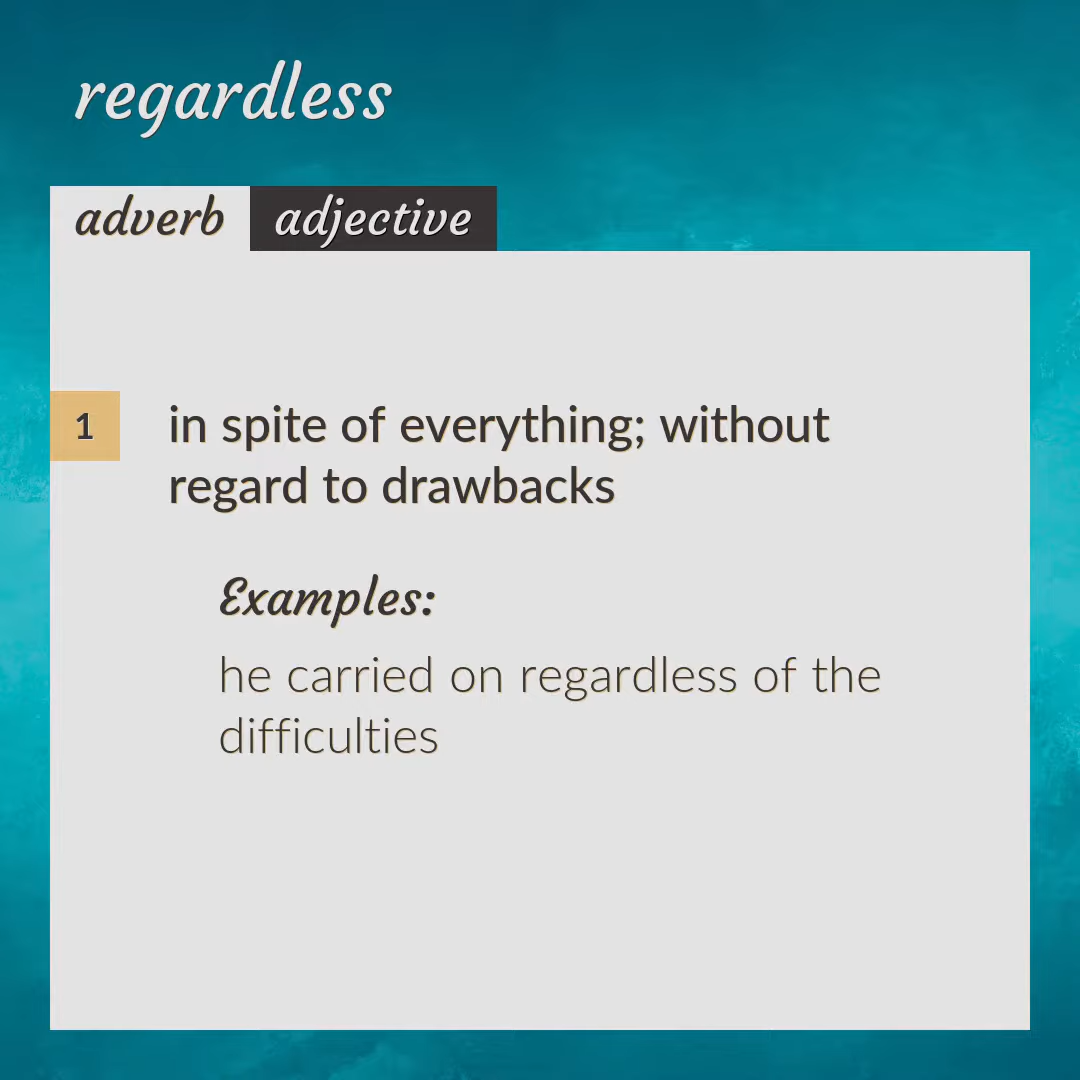 regardless
adverb adjective
1 in spite of everything; without
regard to drawbacks
Examples:
he carried on regardless of the
difficulties